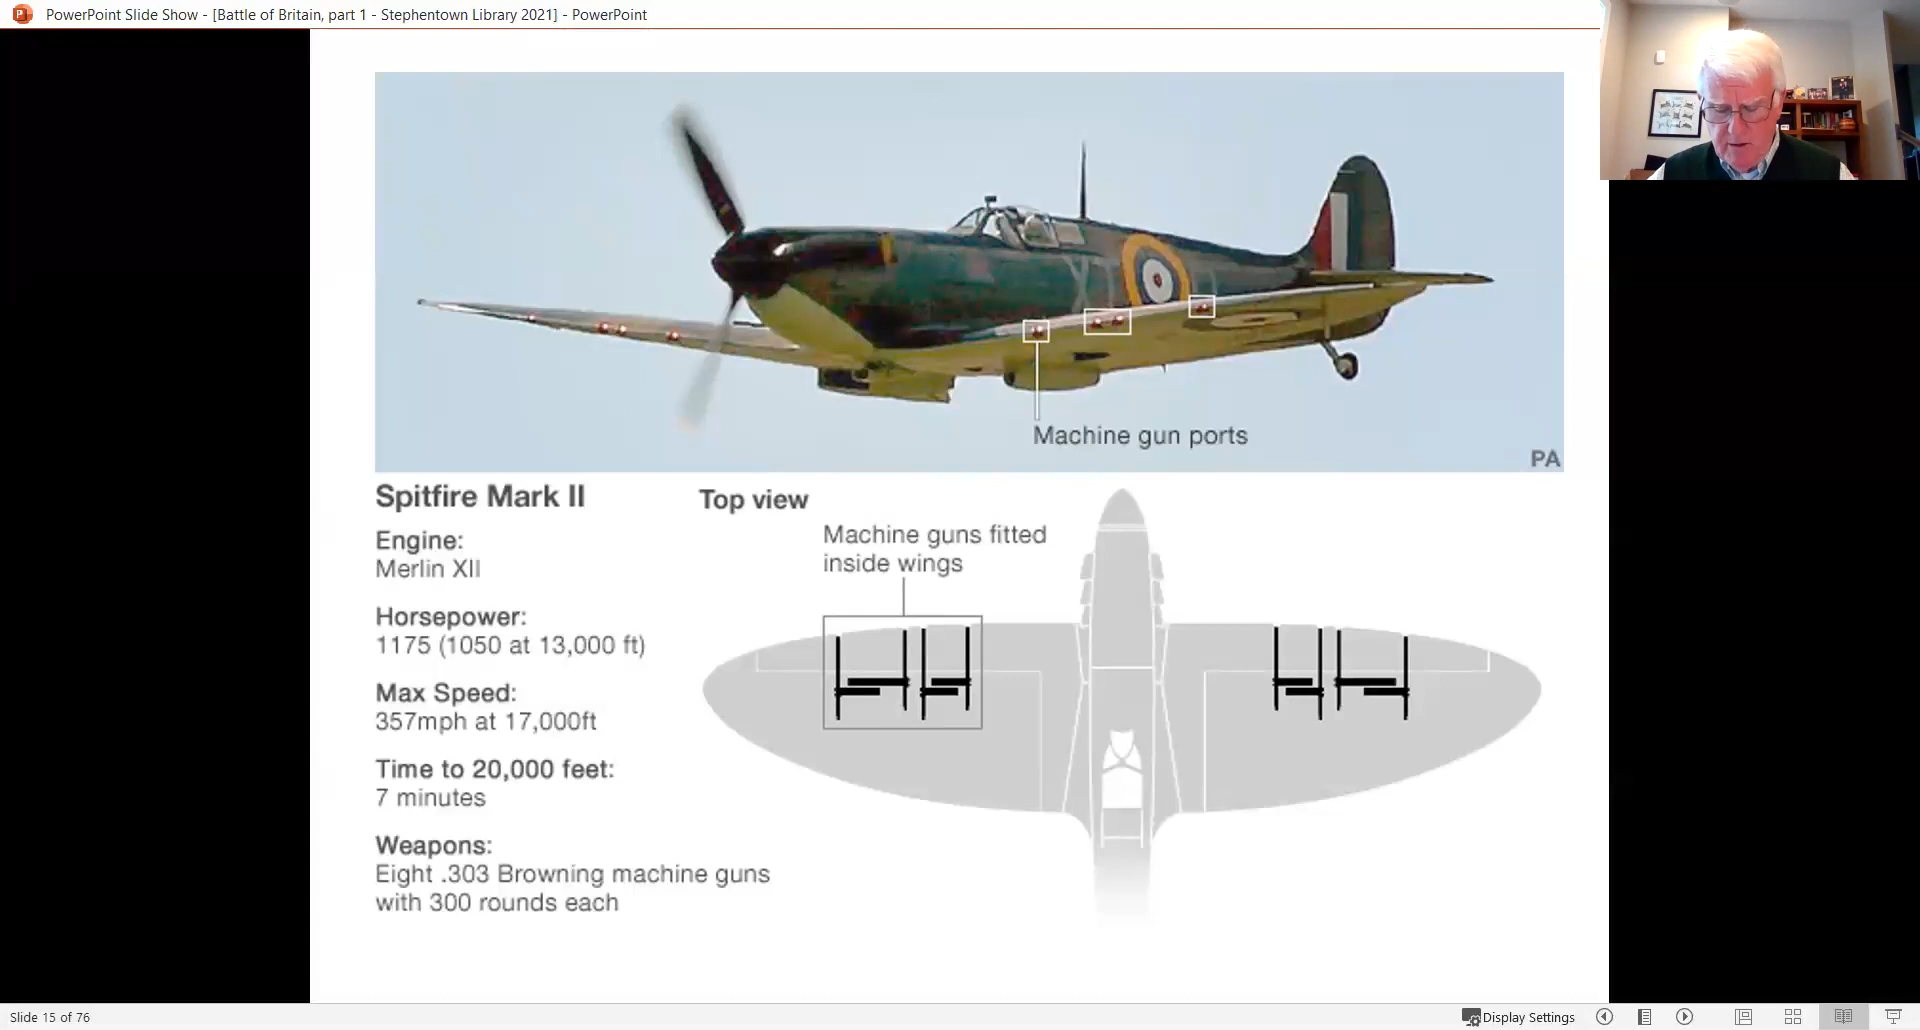 PowerPoint Slide Show - [Battle of Britain, part 1 - Stephentown Library 2021] - PowerPoint
XT
Machine gun ports
PA
Spitfire Mark II
Engine:
Merlin XII
Horsepower:
1175 (1050 at 13,000 ft)
Max Speed:
357mph at 17,000ft
Time to 20,000 feet:
7 minutes
Weapons:
Eight .303 Browning machine guns
with 300 rounds each
Top view
Machine guns fitted
inside wings
Slide 15 of 76
Display Settings